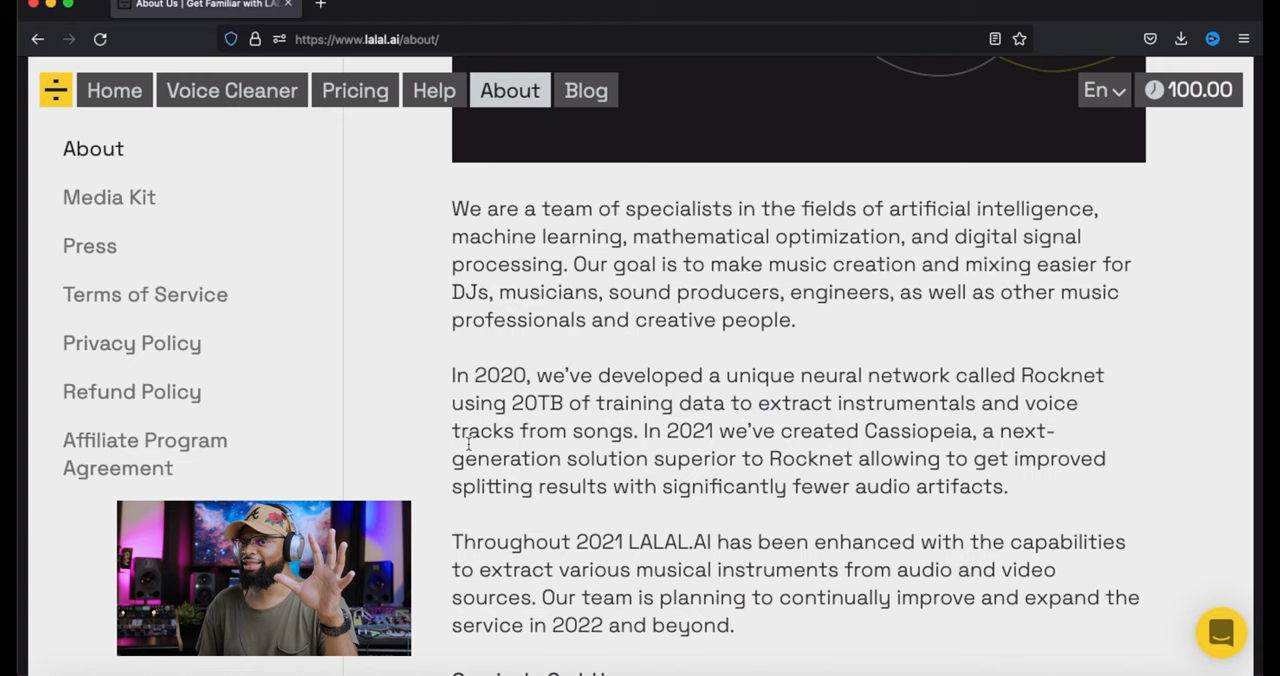 About Us | Get Familiar with LAL
https://www.lalal.ai/about/
Home
Voice Cleaner
Pricing
Help
About
Blog
En
100.00
About
Media Kit
Press
Terms of Service
Privacy Policy
Refund Policy
Affiliate Program
Agreement
We are a team of specialists in the fields of artificial intelligence,
machine learning, mathematical optimization, and digital signal
processing. Our goal is to make music creation and mixing easier for
DJs, musicians, sound producers, engineers, as well as other music
professionals and creative people.
In 2020, we've developed a unique neural network called Rocknet
using 20TB of training data to extract instrumentals and voice
tracks from songs. In 2021 we've created Cassiopeia, a next-
generation solution superior to Rocknet allowing to get improved
splitting results with significantly fewer audio artifacts.
Throughout 2021 LALAL.AI has been enhanced with the capabilities
to extract various musical instruments from audio and video
sources. Our team is planning to continually improve and expand the
service in 2022 and beyond.